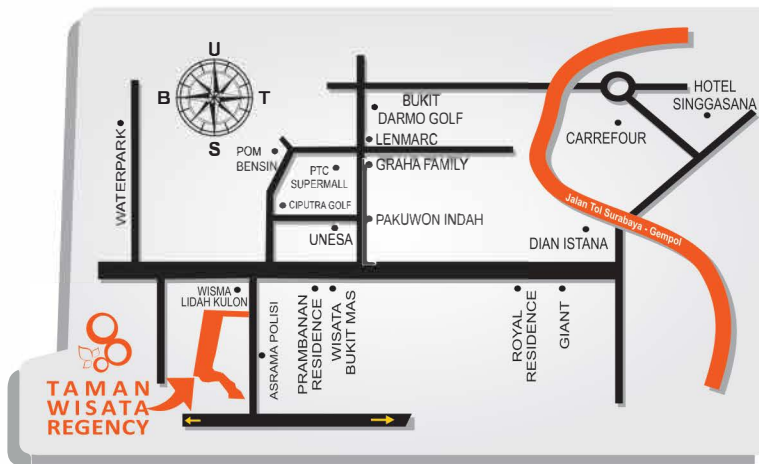 U
B
T
S
WATERPARK
POM
BENSIN
PTC
SUPERMALL
CIPUTRA GOLF
UNESA
BUKIT
DARMO GOLF
LENMARC
GRAHA FAMILY
PAKUWON INDAH
HOTEL
SINGGASANA
CARREFOUR
Jalan Tol Surabaya - Gempol
DIAN ISTANA
WISMA
LIDAH KULON
ASRAMA POLISI
PRAMBANAN
RESIDENCE
WISATA
BUKIT MAS
ROYAL
RESIDENCE
GIANT
TAMAN
WISATA
REGENCY